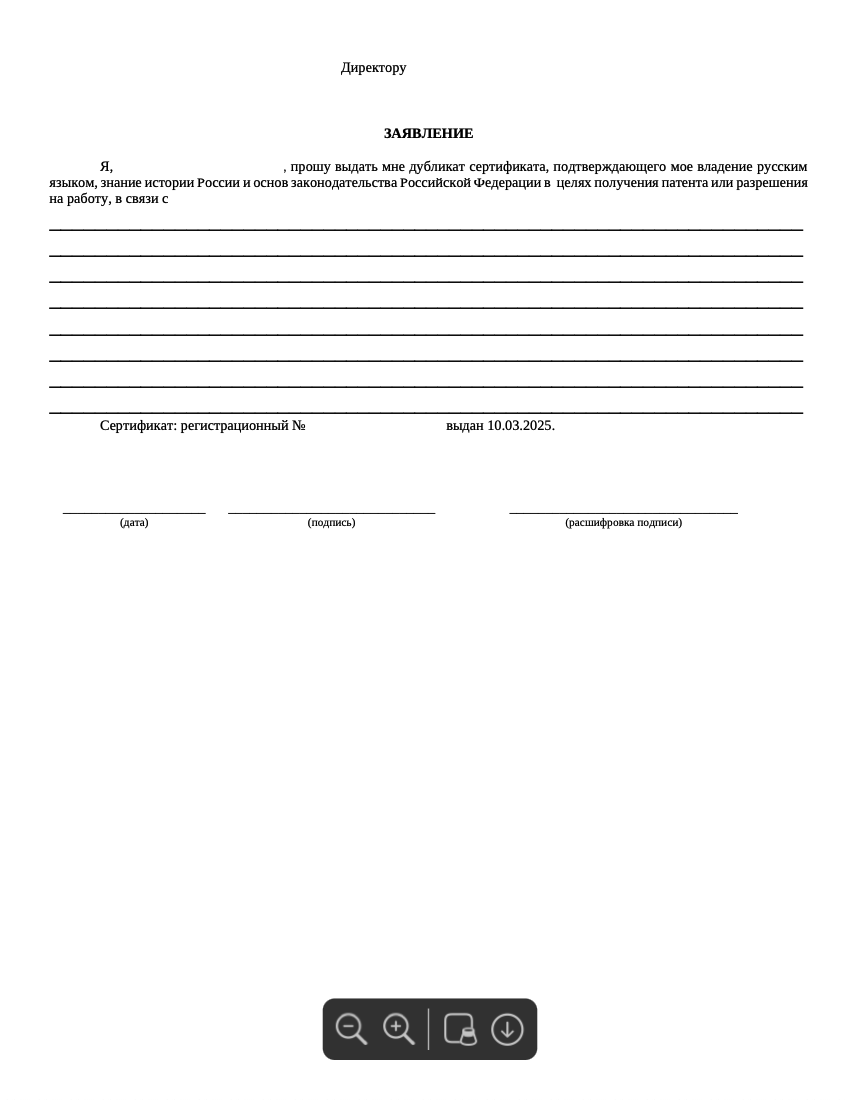 Директору
ЗАЯВЛЕНИЕ
Я, , прошу выдать мне дубликат сертификата, подтверждающего мое владение русским
языком, знание истории России и основ законодательства Российской Федерации в целях получения патента или разрешения
на работу, в связи с
Сертификат: регистрационный № выдан 10.03.2025.
(дата) (подпись) (расшифровка подписи)